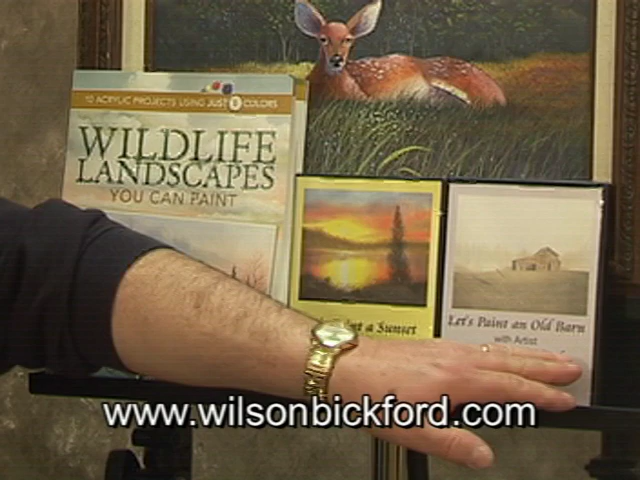 10 ACRYLIC PROJECTS USING JUST 5 COLORS
WILDLIFE
LANDSCAPES
YOU CAN PAINT
Paint a Sunset
Let's Paint an Old Barn
with Artist
www.wilsonbickford.com